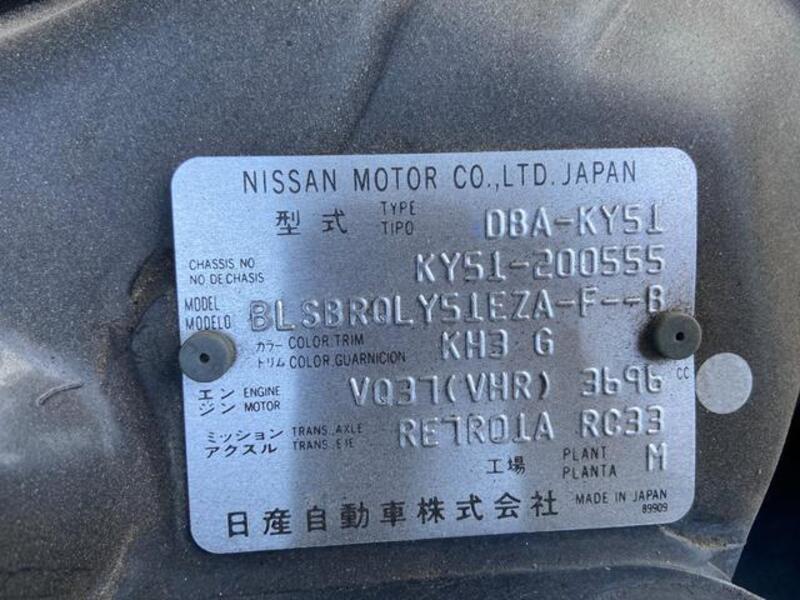 NISSAN MOTOR CO.,LTD. JAPAN
型式 TYPE TIPO DBA-KY51
CHASSIS NO NO DE CHASIS KY51-200555
MODEL MODELO BLSBRQLY51EZA-F--B
カラー COLOR,TRIM トリム COLOR,GUARNICION KH3 G
エンジン ENGINE MOTOR VQ37(VHR) 3696 CC
ミッション アクスル TRANS.,AXLE TRANS.,EJE RE7R01A RC33
工場 PLANT PLANTA M
日産自動車株式会社 MADE IN JAPAN 89909